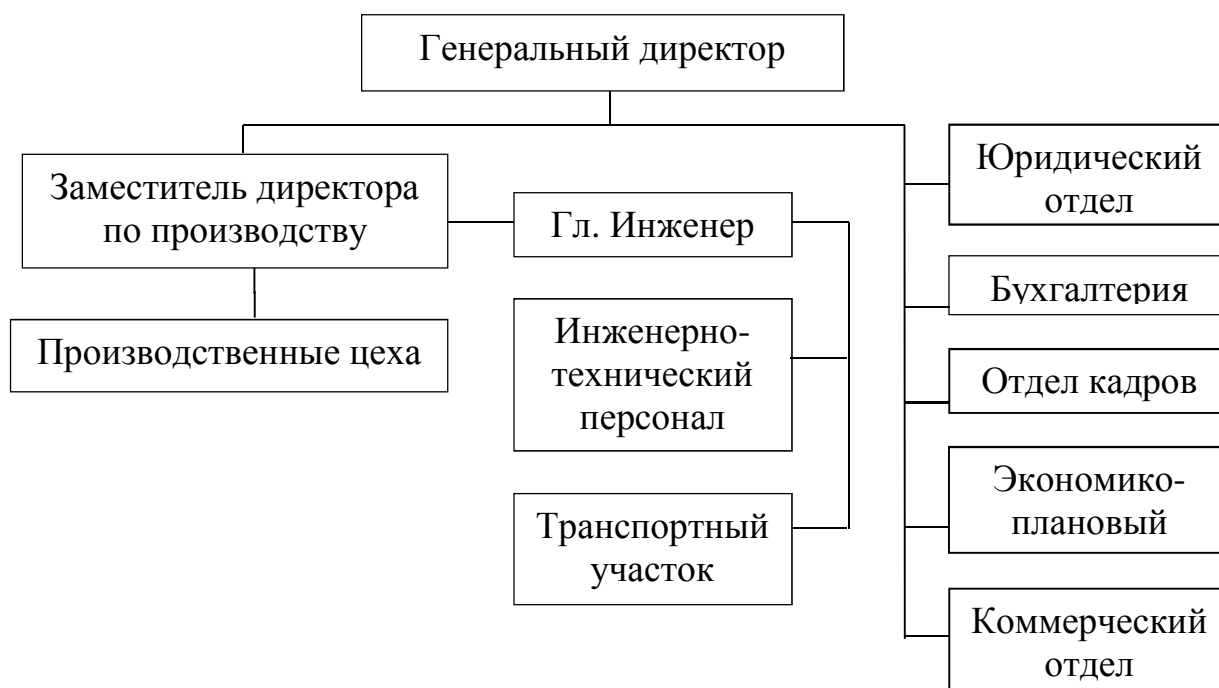 Генеральный директор
Заместитель директора
по производству
Производственные цеха
Гл. Инженер
Инженерно-
технический
персонал
Транспортный
участок
Юридический
отдел
Бухгалтерия
Отдел кадров
Экономико-
плановый
Коммерческий
отдел